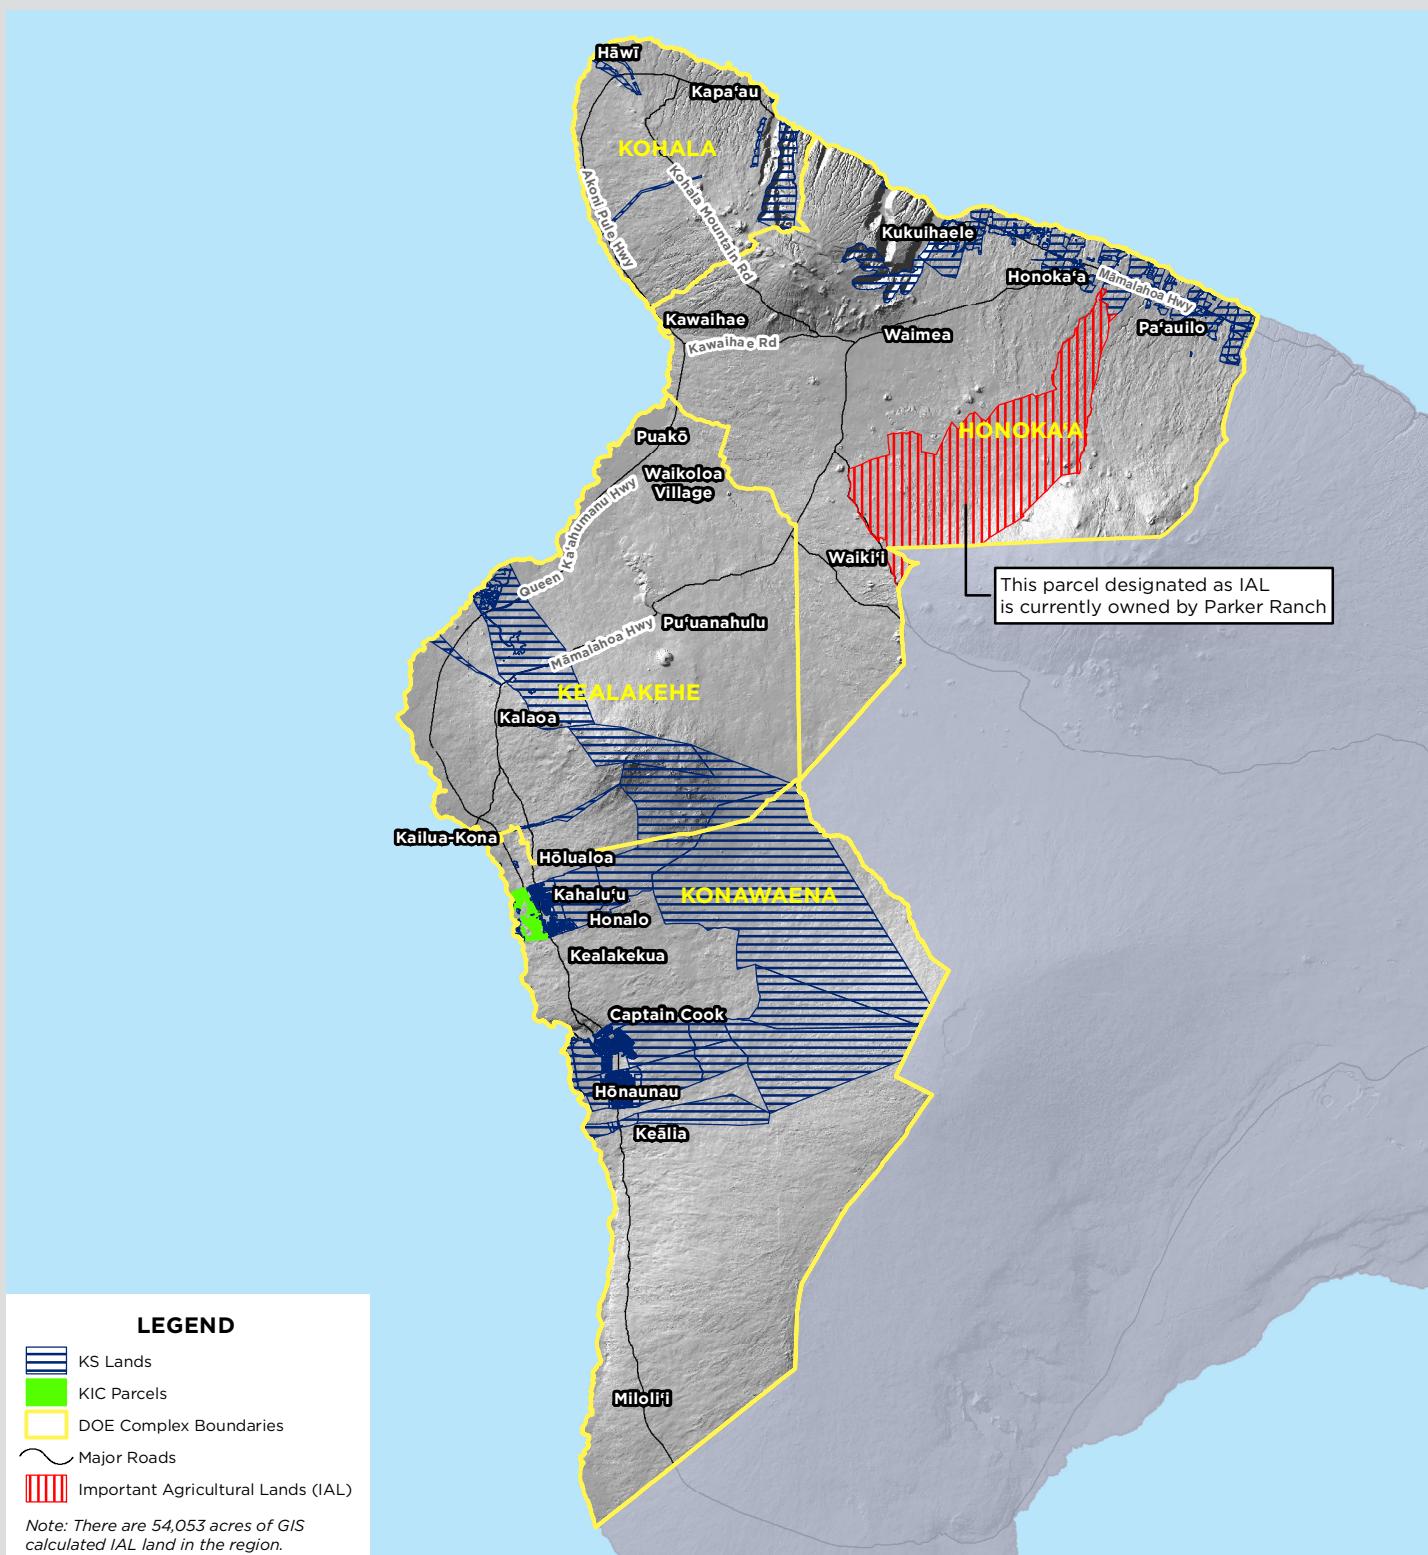 Hāwī
Kapaʻau
KOHALA
Akoni Pule Hwy
Kohala Mountain Rd
Kukuihaele
Honokaʻa
Māmalahoa Hwy
Kawaihae
Kawaihae Rd
Waimea
Paʻauilo
HONOKAʻA
Puakō
Waikoloa
Village
Queen Kaʻahumanu Hwy
Waikiʻi
This parcel designated as IAL
is currently owned by Parker Ranch
Puʻuanahulu
Māmalahoa Hwy
KEALAKEHE
Kalaoa
Kailua-Kona
Hōlualoa
Kahaluʻu
KONAWAENA
Honalo
Kealakekua
Captain Cook
Hōnaunau
Keālia
Miloliʻi
LEGEND
KS Lands
KIC Parcels
DOE Complex Boundaries
Major Roads
Important Agricultural Lands (IAL)
Note: There are 54,053 acres of GIS
calculated IAL land in the region.